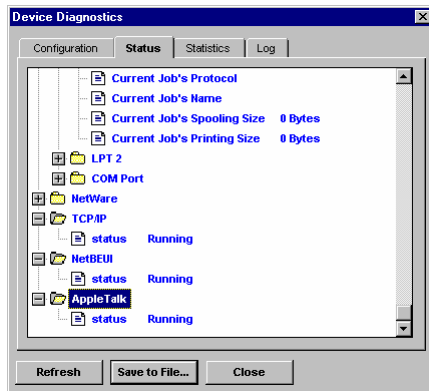 Device Diagnostics
Configuration Status Statistics Log
Current Job's Protocol
Current Job's Name
Current Job's Spooling Size 0 Bytes
Current Job's Printing Size 0 Bytes
LPT 2
COM Port
NetWare
TCP/IP
status Running
NetBEUI
status Running
AppleTalk
status Running
Refresh Save to File... Close